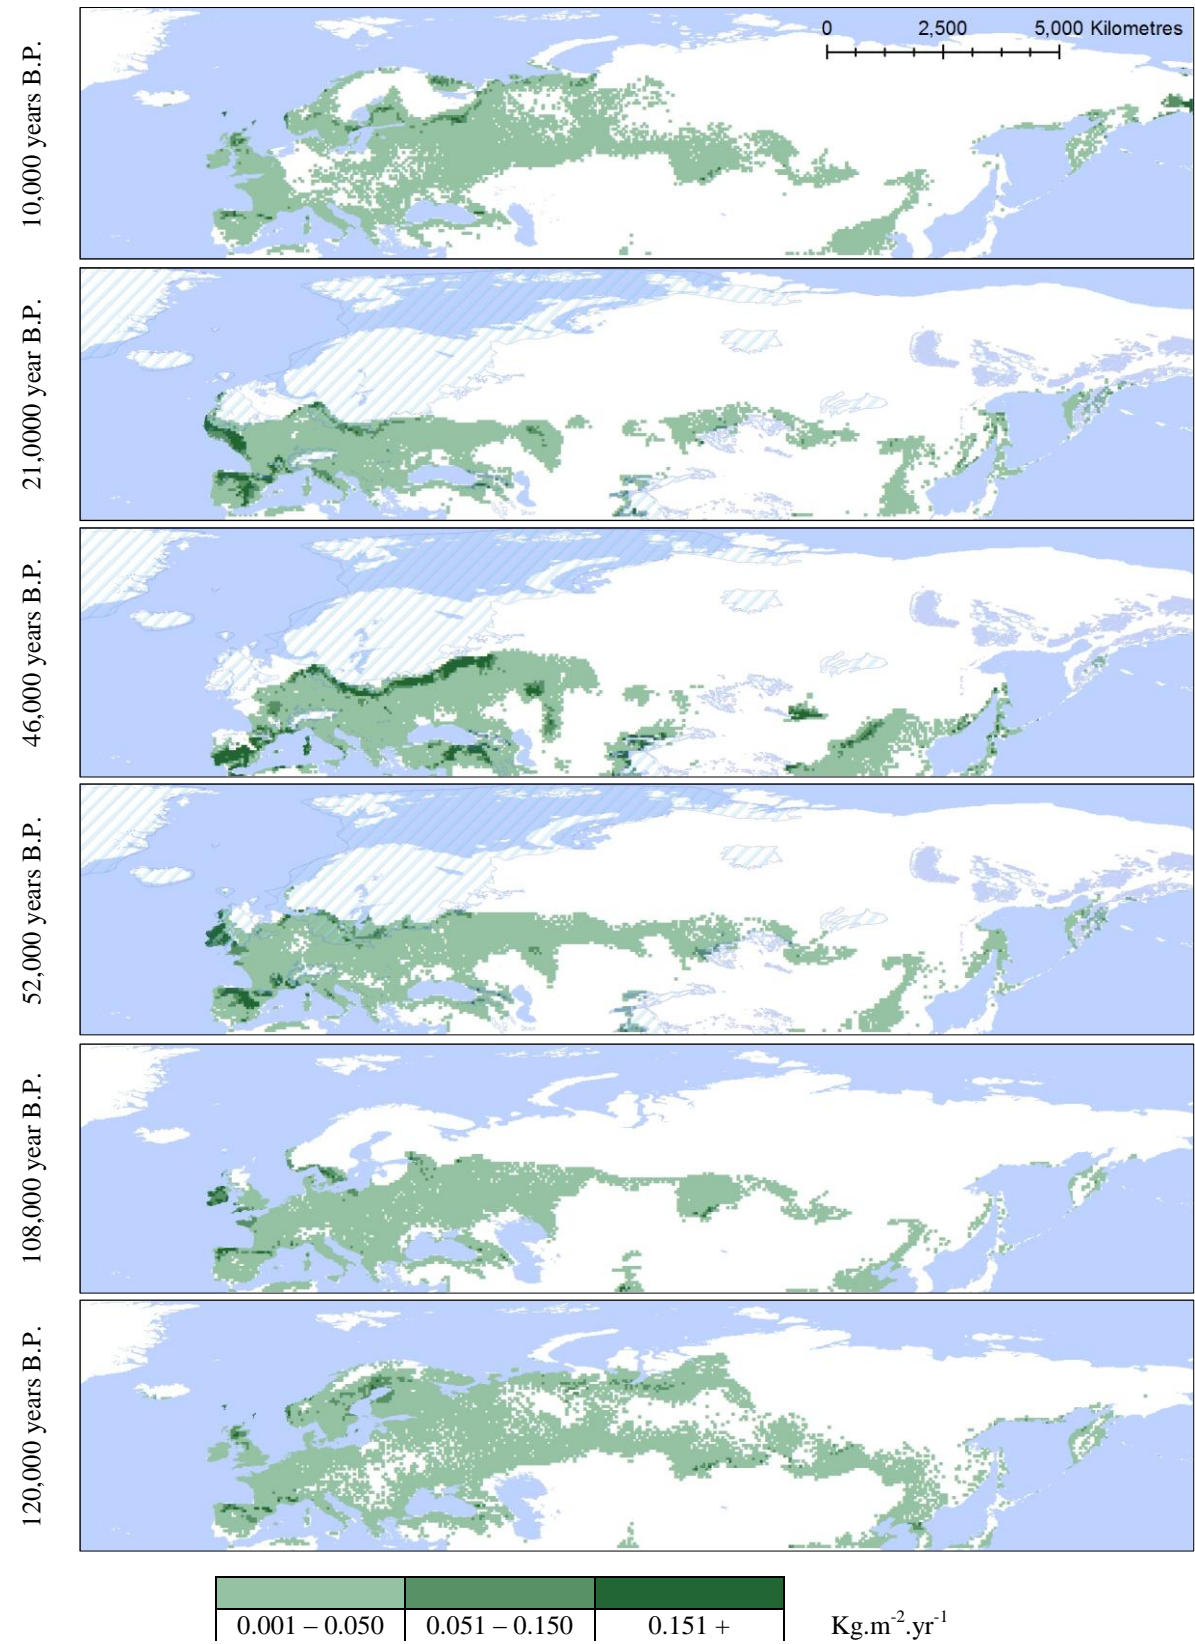 10,000 years B.P.
0 2,500 5,000 Kilometres
21,0000 year B.P.
46,000 years B.P.
52,000 years B.P.
108,000 year B.P.
120,000 years B.P.
0.001 – 0.050 0.051 – 0.150 0.151 + Kg.m-2.yr-1